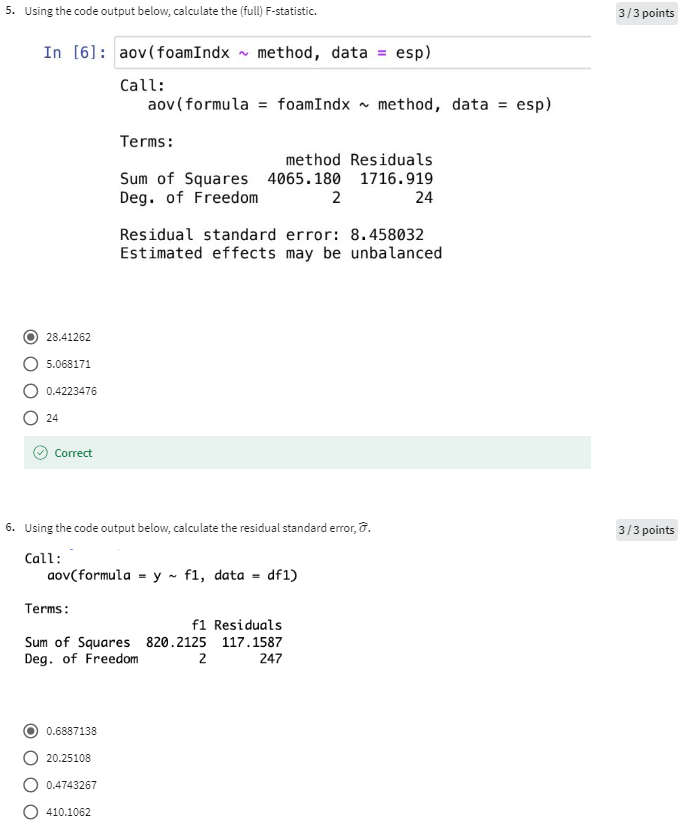 5. Using the code output below, calculate the (full) F-statistic.
3 / 3 points
In [6]: aov(foamIndx ~ method, data = esp)
Call:
aov(formula = foamIndx ~ method, data = esp)
Terms:
method Residuals
Sum of Squares 4065.180 1716.919
Deg. of Freedom 2 24
Residual standard error: 8.458032
Estimated effects may be unbalanced
28.41262
5.068171
0.4223476
24
Correct
6. Using the code output below, calculate the residual standard error, σ̂.
3 / 3 points
Call:
aov(formula = y ~ f1, data = df1)
Terms:
f1 Residuals
Sum of Squares 820.2125 117.1587
Deg. of Freedom 2 247
0.6887138
20.25108
0.4743267
410.1062